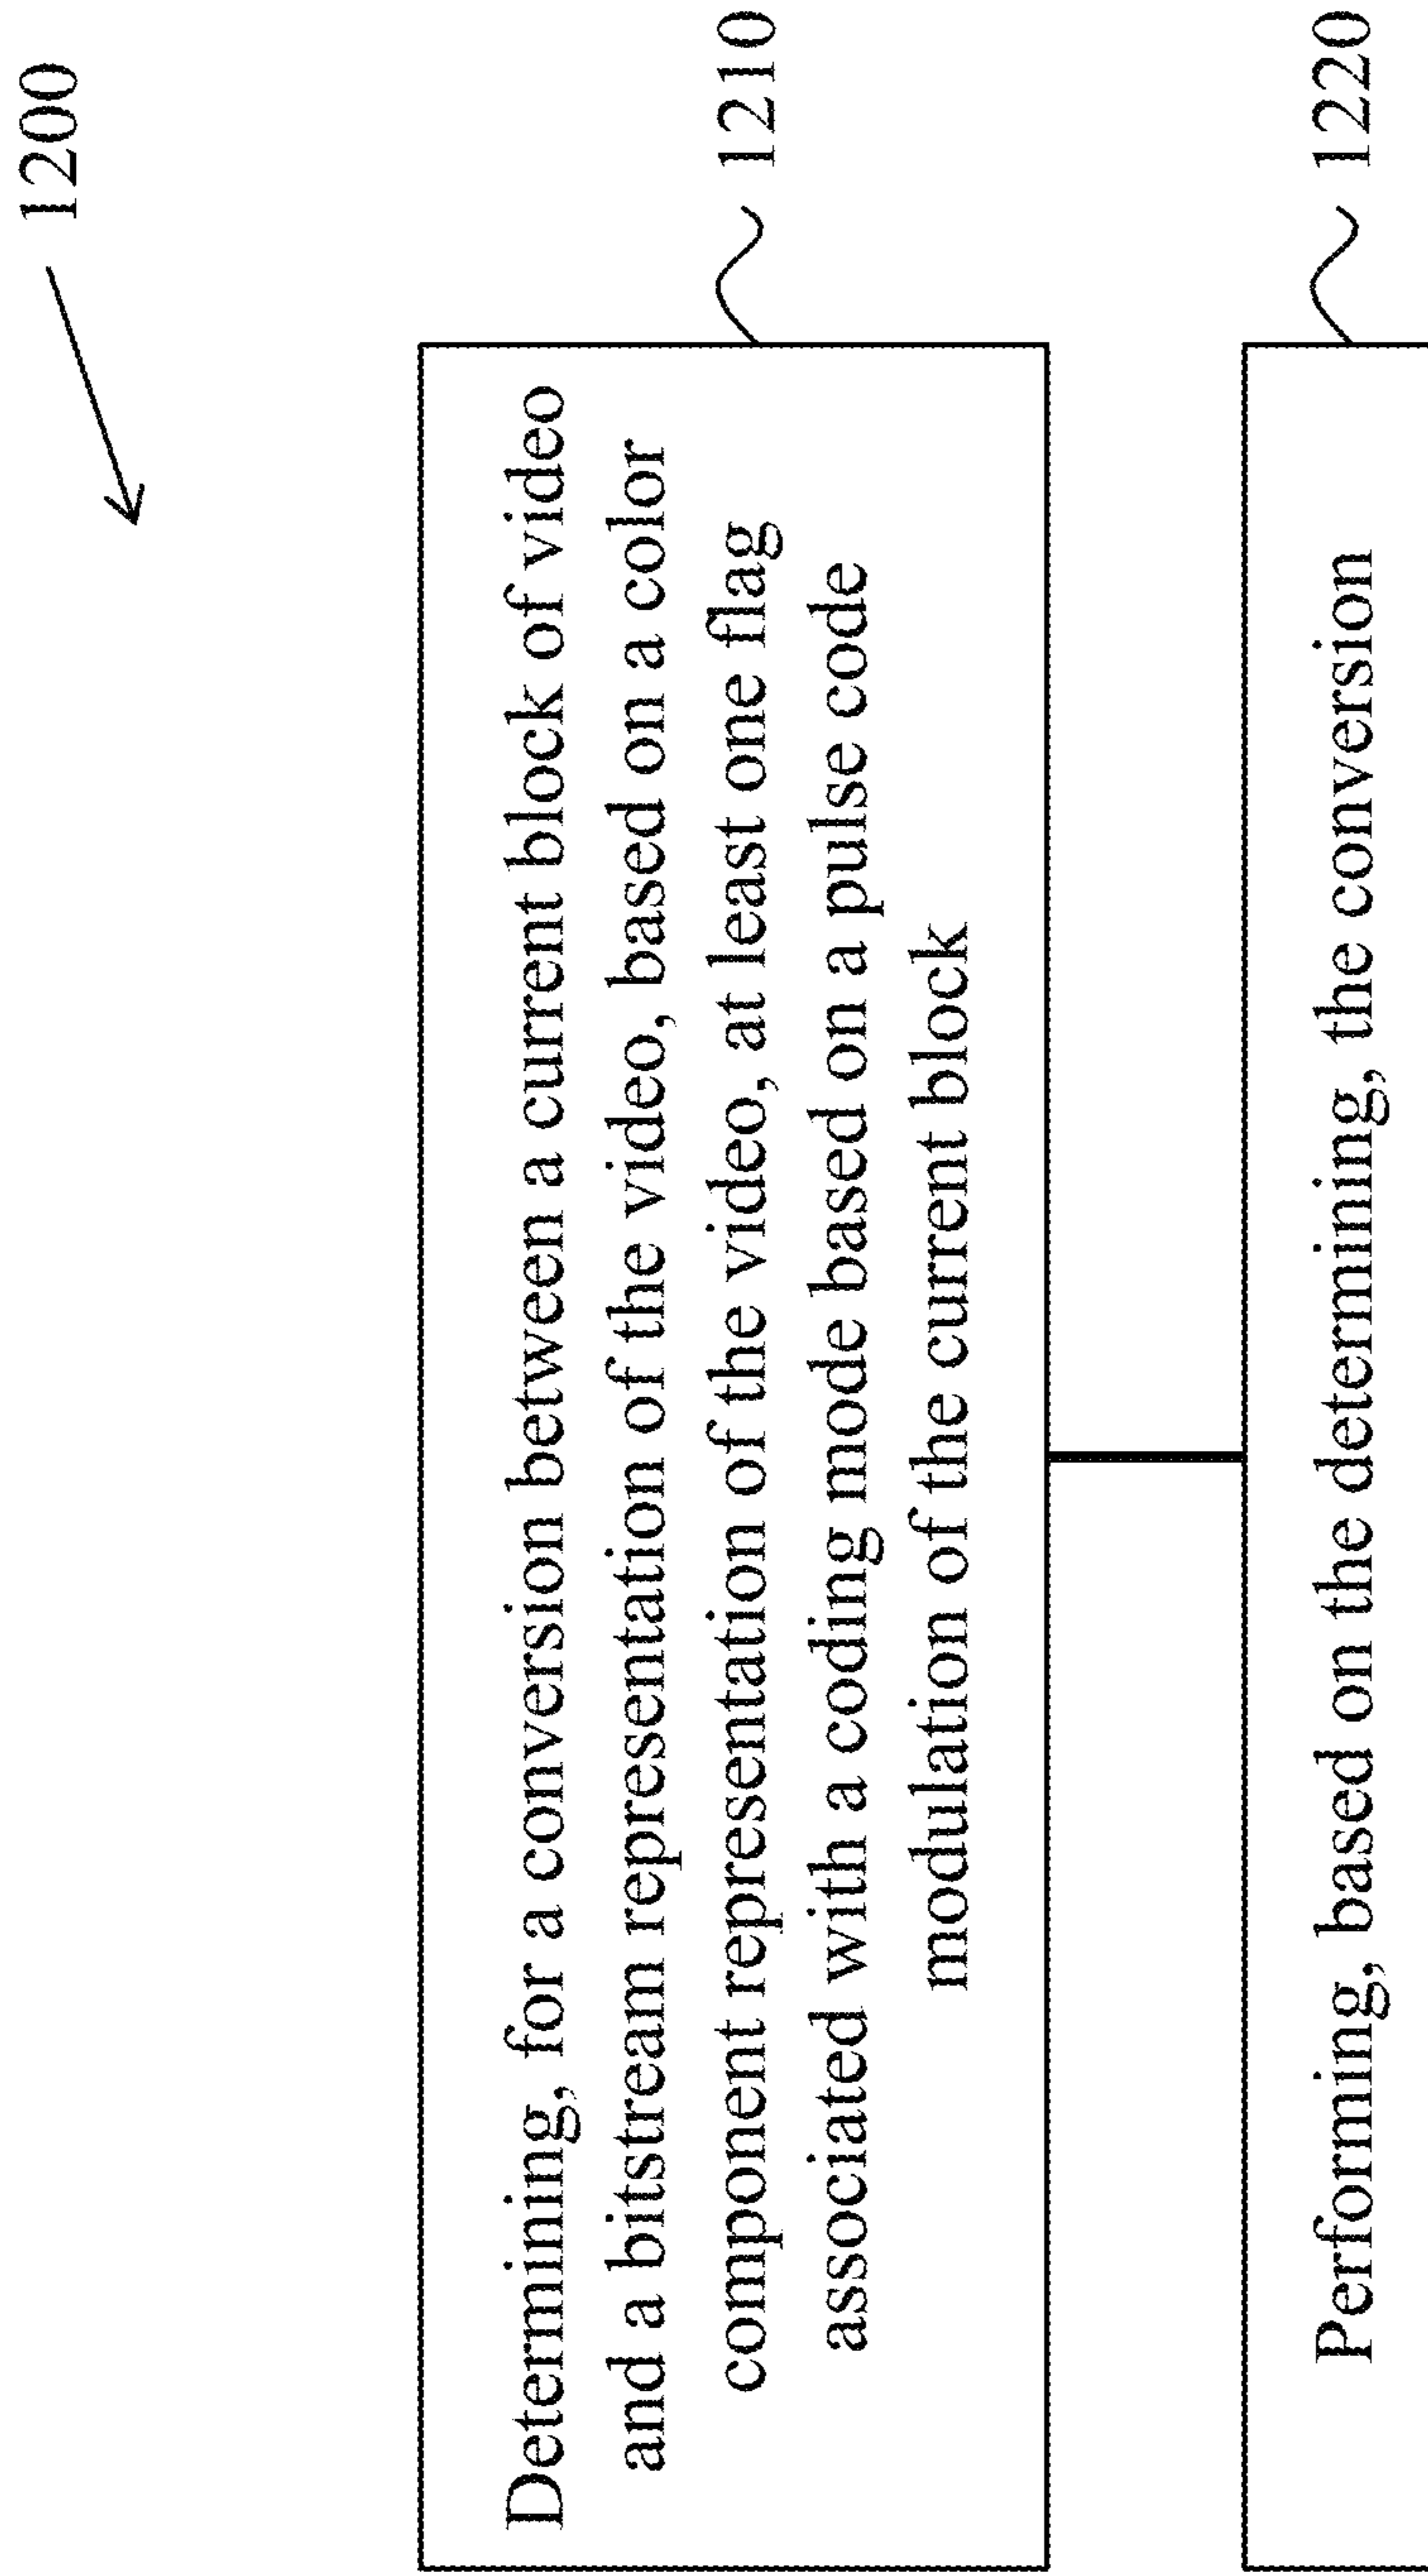 1200
Determining, for a conversion between a current block of video
and a bitstream representation of the video, based on a color
component representation of the video, at least one flag
associated with a coding mode based on a pulse code
modulation of the current block
1210
Performing, based on the determining, the conversion
1220